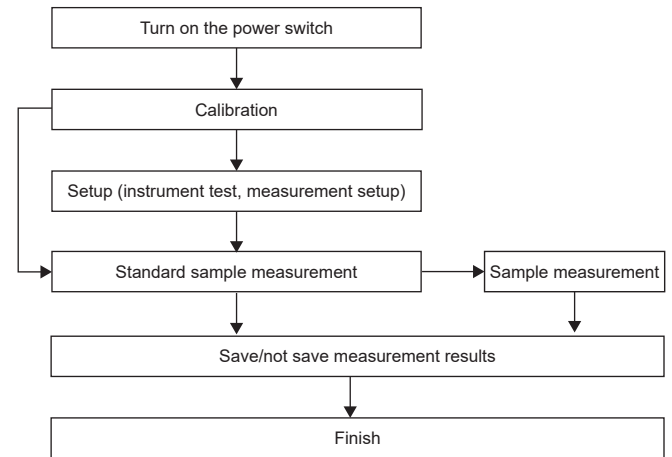 Turn on the power switch
Calibration
Setup (instrument test, measurement setup)
Standard sample measurement
Sample measurement
Save/not save measurement results
Finish